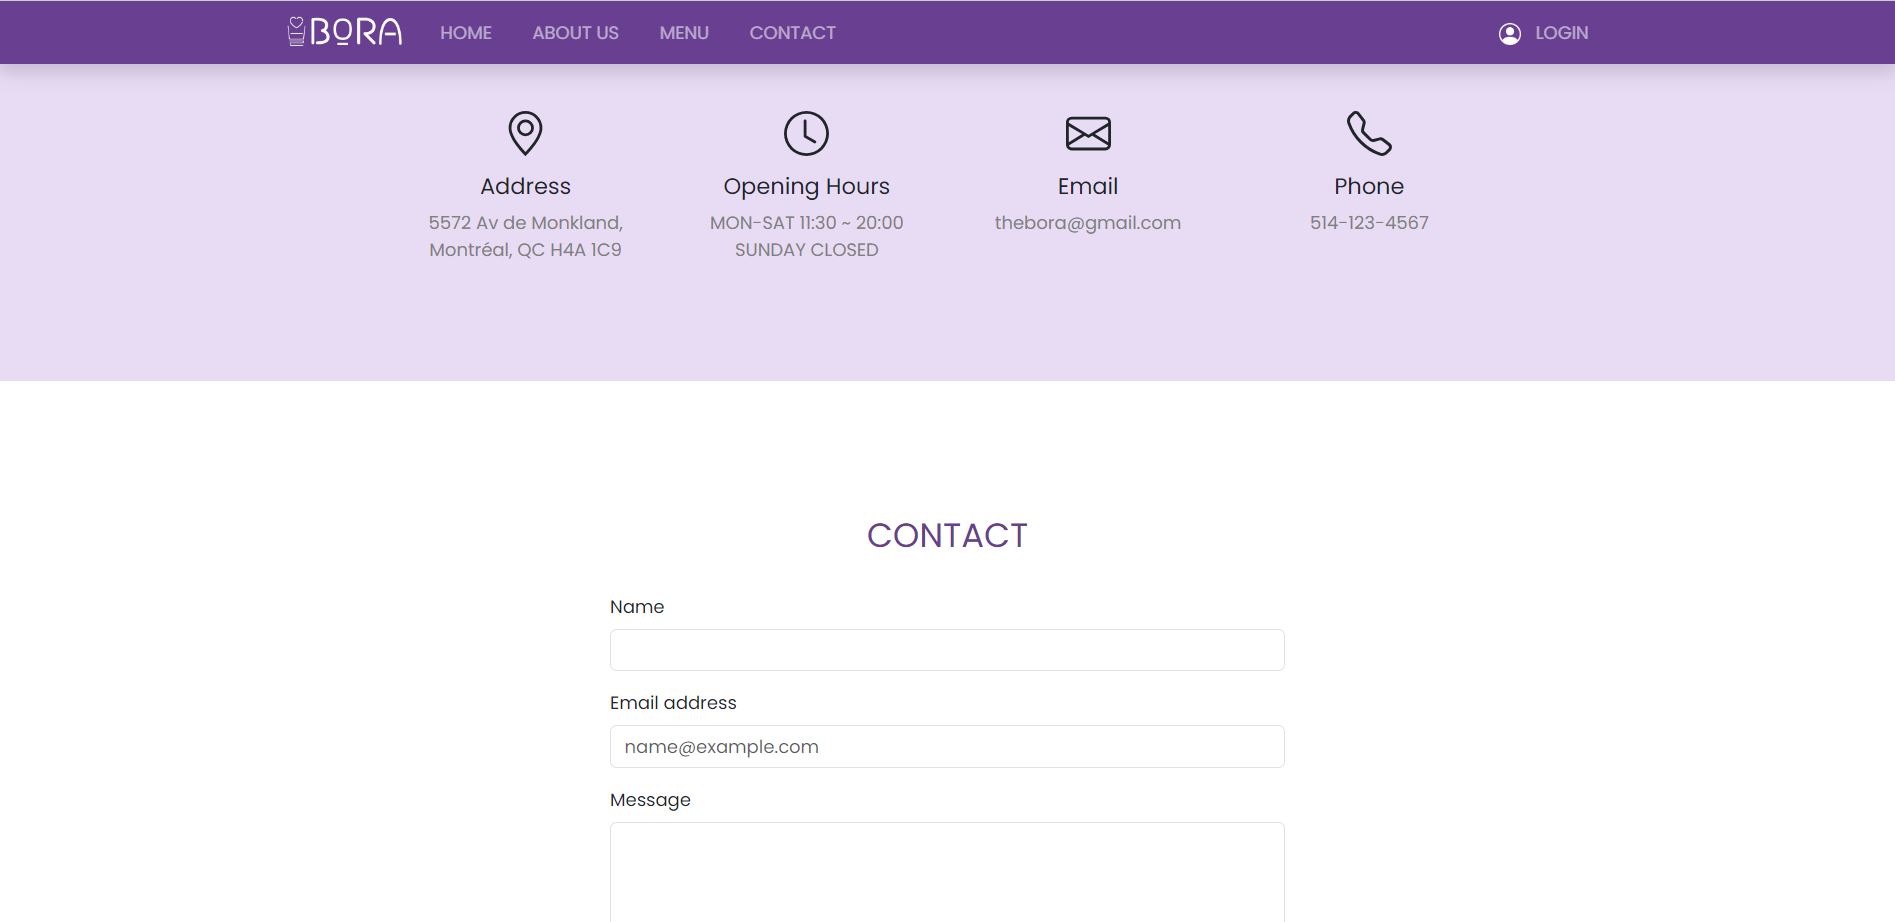 BORA
HOME
ABOUT US
MENU
CONTACT
LOGIN
Address
5572 Av de Monkland,
Montréal, QC H4A 1C9
Opening Hours
MON-SAT 11:30 ~ 20:00
SUNDAY CLOSED
Email
thebora@gmail.com
Phone
514-123-4567
CONTACT
Name
Email address
name@example.com
Message